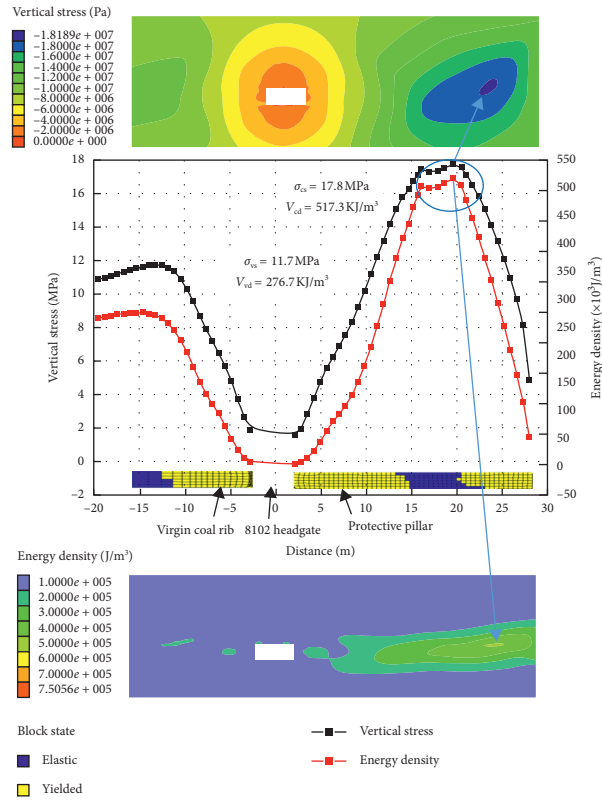 Vertical stress (Pa)
−1.8189e + 007
−1.8000e + 007
−1.6000e + 007
−1.4000e + 007
−1.2000e + 007
−8.0000e + 006
−6.0000e + 006
−4.0000e + 006
−2.0000e + 006
0.0000e + 000
18
16
14
12
10
8
6
4
2
0
−2
Vertical stress (MPa)
σcs = 17.8 MPa
Vcd = 517.3 KJ/m³
σvs = 11.7 MPa
Vvd = 276.7 KJ/m³
550
500
450
400
350
300
250
200
150
100
50
0
−50
Energy density (×10³J/m³)
−20 −15 −10 −5 0 5 10 15 20 25 30
Virgin coal rib 8102 headgate Protective pillar
Distance (m)
Energy density (J/m³)
1.0000e + 005
2.0000e + 005
3.0000e + 005
4.0000e + 005
5.0000e + 005
6.0000e + 005
7.0000e + 005
7.5056e + 005
Block state
Elastic
Yielded
Vertical stress
Energy density